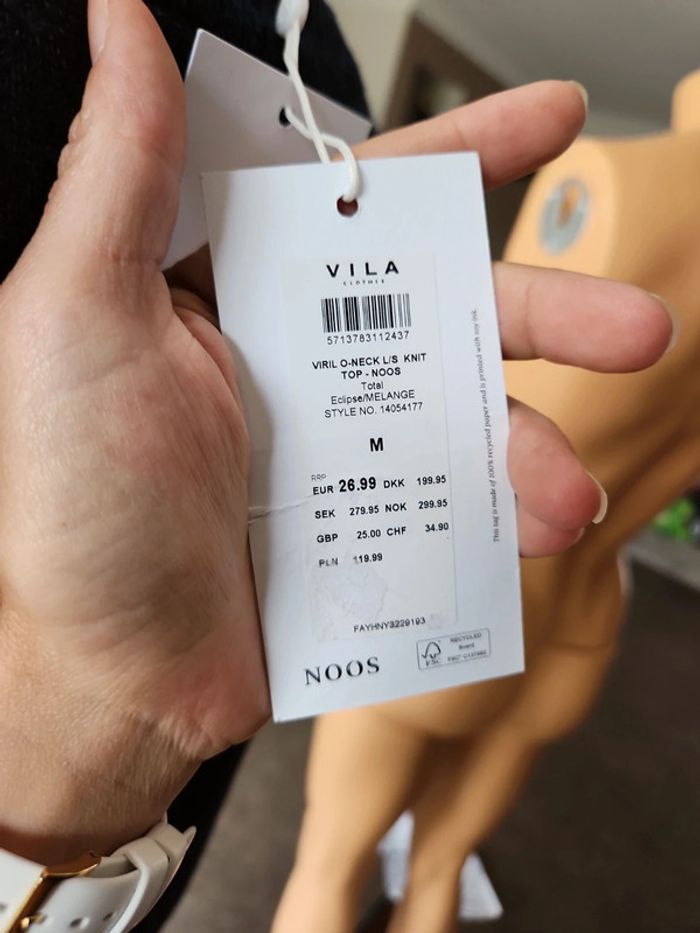 VILA
CLOTHES
5713783112437
VIRIL O-NECK L/S KNIT
TOP - NOOS
Total
Eclipse/MELANGE
STYLE NO. 14054177
M
RRP
EUR 26.99 DKK 199.95
SEK 279.95 NOK 299.95
GBP 25.00 CHF 34.90
PLN 119.99
FAYHNY3229193
NOOS
FSC
RECYCLED
Board
This tag is made of 100% recycled paper and is printed with soy ink.